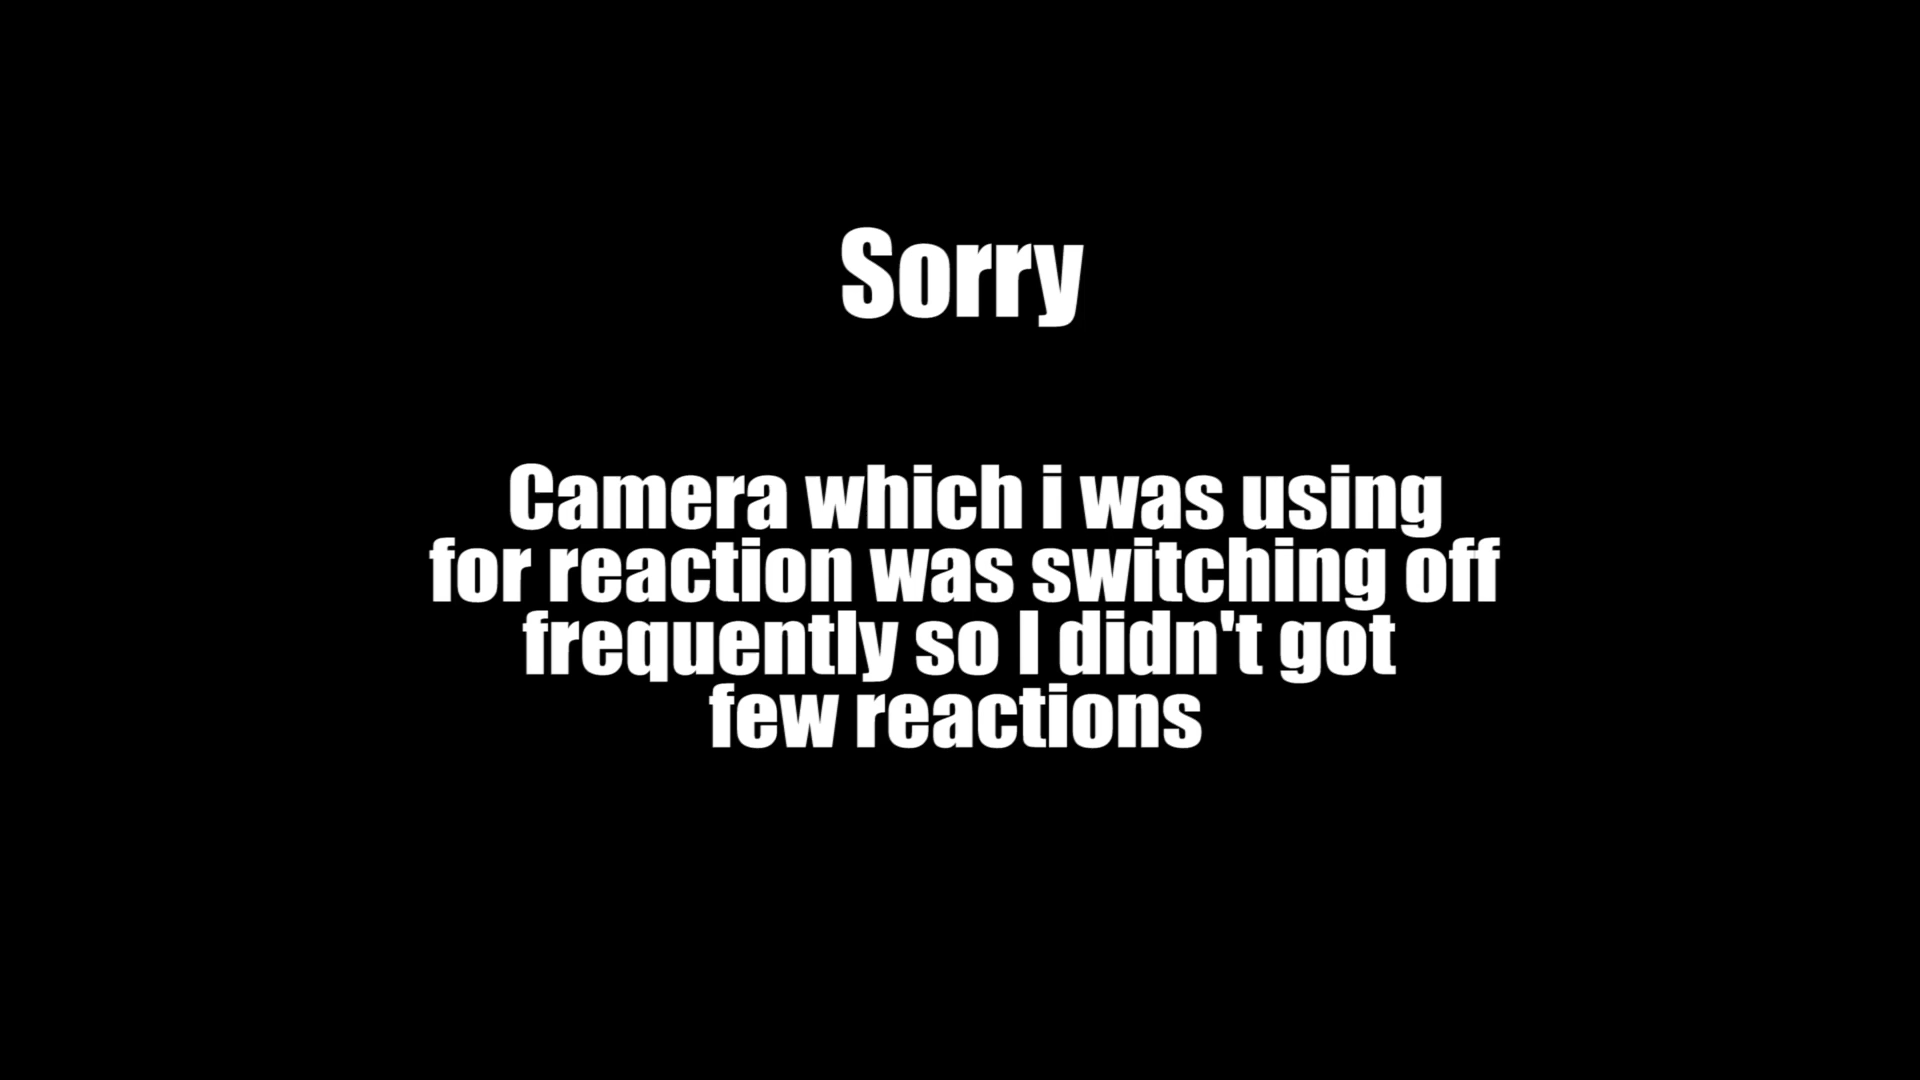 Sorry
Camera which i was using
for reaction was switching off
frequently so I didn't got
few reactions